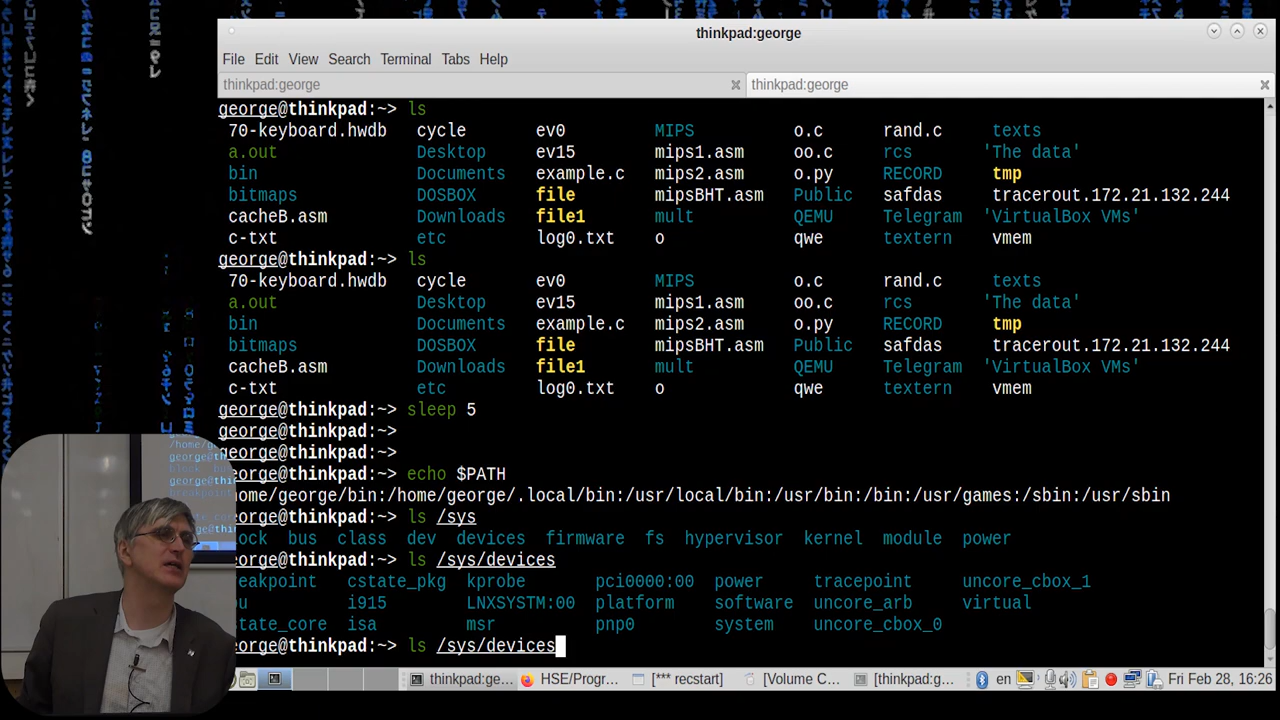 thinkpad:george
File Edit View Search Terminal Tabs Help
thinkpad:george thinkpad:george
george@thinkpad:~> ls
70-keyboard.hwdb cycle ev0 MIPS o.c rand.c texts
a.out Desktop ev15 mips1.asm oo.c rcs 'The data'
bin Documents example.c mips2.asm o.py RECORD tmp
bitmaps DOSBOX file mipsBHT.asm Public safdas tracerout.172.21.132.244
cacheB.asm Downloads file1 mult QEMU Telegram 'VirtualBox VMs'
c-txt etc log0.txt o qwe textern vmem
george@thinkpad:~> ls
70-keyboard.hwdb cycle ev0 MIPS o.c rand.c texts
a.out Desktop ev15 mips1.asm oo.c rcs 'The data'
bin Documents example.c mips2.asm o.py RECORD tmp
bitmaps DOSBOX file mipsBHT.asm Public safdas tracerout.172.21.132.244
cacheB.asm Downloads file1 mult QEMU Telegram 'VirtualBox VMs'
c-txt etc log0.txt o qwe textern vmem
george@thinkpad:~> sleep 5
george@thinkpad:~>
george@thinkpad:~>
george@thinkpad:~> echo $PATH
home/george/bin:/home/george/.local/bin:/usr/local/bin:/usr/bin:/bin:/usr/games:/sbin:/usr/sbin
george@thinkpad:~> ls /sys
ock bus class dev devices firmware fs hypervisor kernel module power
george@thinkpad:~> ls /sys/devices
eakpoint cstate_pkg kprobe pci0000:00 power tracepoint uncore_cbox_1
u i915 LNXSYSTM:00 platform software uncore_arb virtual
tate_core isa msr pnp0 system uncore_cbox_0
eorge@thinkpad:~> ls /sys/devices
thinkpad:ge... HSE/Progr... [*** recstart] [Volume C... [thinkpad:g... en Fri Feb 28, 16:26